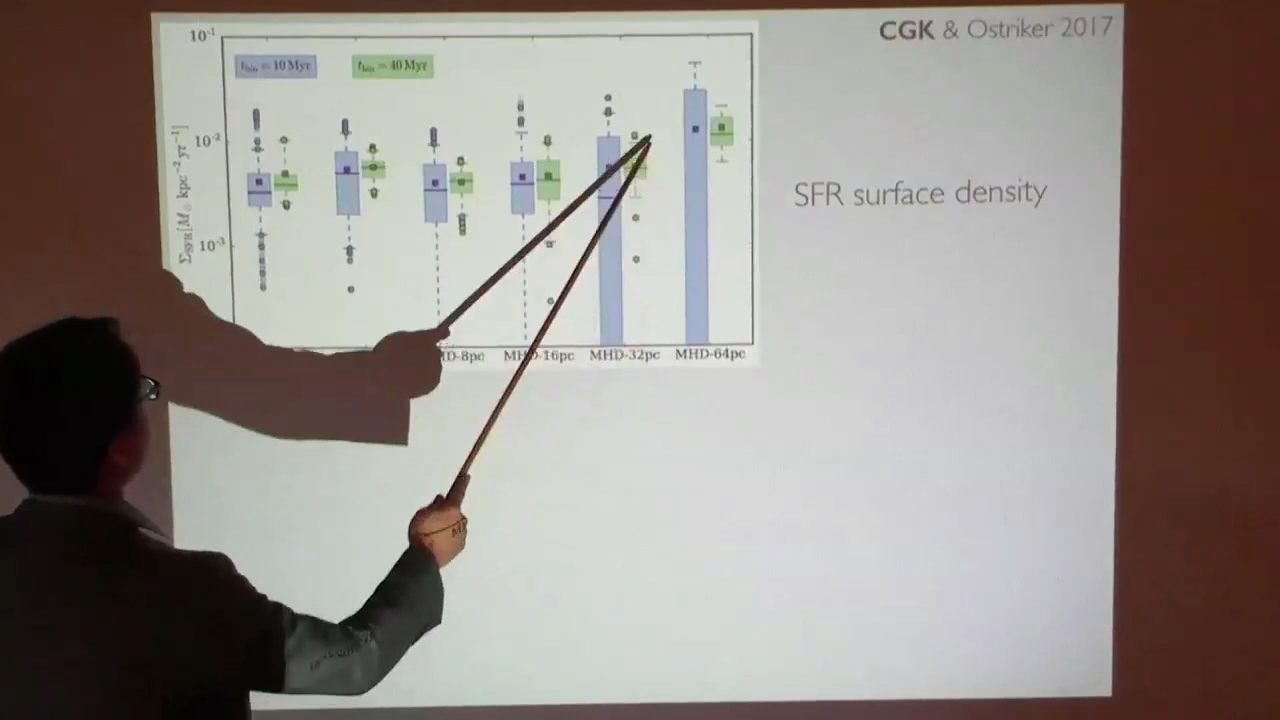 CGK & Ostriker 2017
10⁻¹
t_bin = 10 Myr
t_bin = 40 Myr
10⁻²
Σ_SFR [M_⊙ kpc⁻² yr⁻¹]
SFR surface density
10⁻³
D-8pc
MHD-16pc
MHD-32pc
MHD-64pc